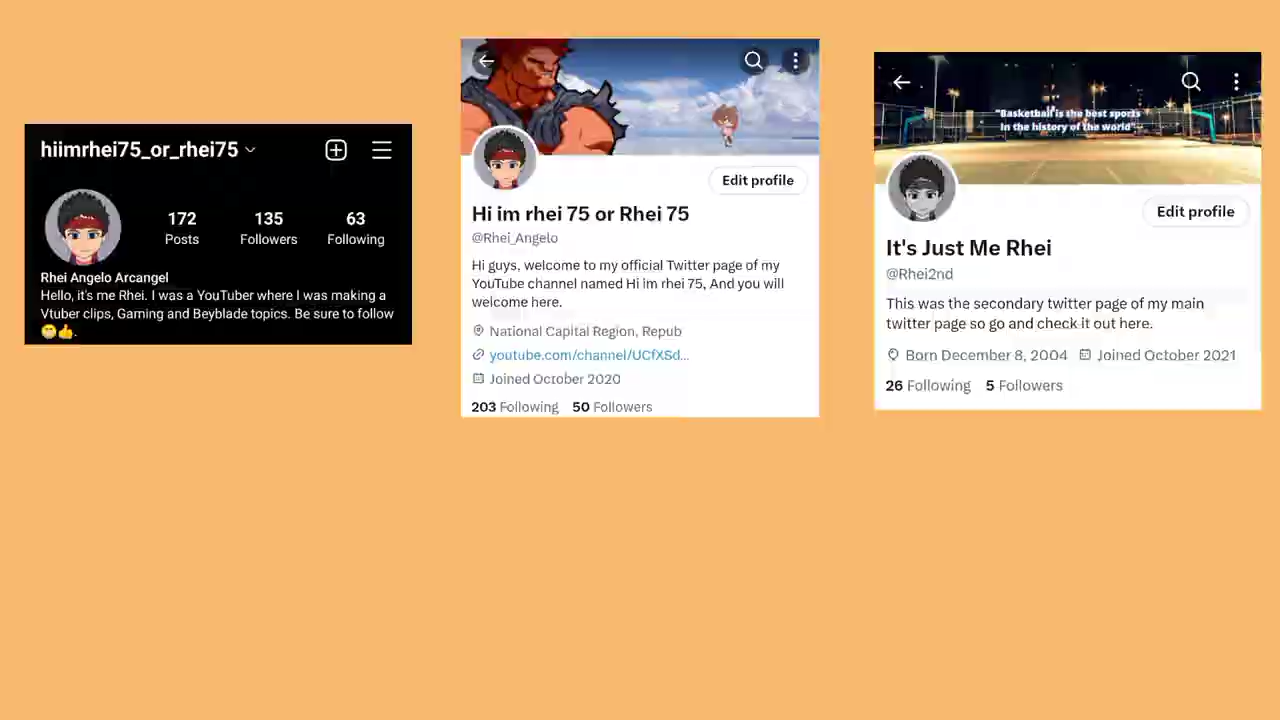 hiimrhei75_or_rhei75
172 135 63
Posts Followers Following
Rhei Angelo Arcangel
Hello, it's me Rhei. I was a YouTuber where I was making a
Vtuber clips, Gaming and Beyblade topics. Be sure to follow
😁👍.
Edit profile
Hi im rhei 75 or Rhei 75
@Rhei_Angelo
Hi guys, welcome to my official Twitter page of my
YouTube channel named Hi im rhei 75, And you will
welcome here.
National Capital Region, Repub
youtube.com/channel/UCfXSd...
Joined October 2020
203 Following 50 Followers
"Basketball is the best sports
in the history of the world"
Edit profile
It's Just Me Rhei
@Rhei2nd
This was the secondary twitter page of my main
twitter page so go and check it out here.
Born December 8, 2004 Joined October 2021
26 Following 5 Followers